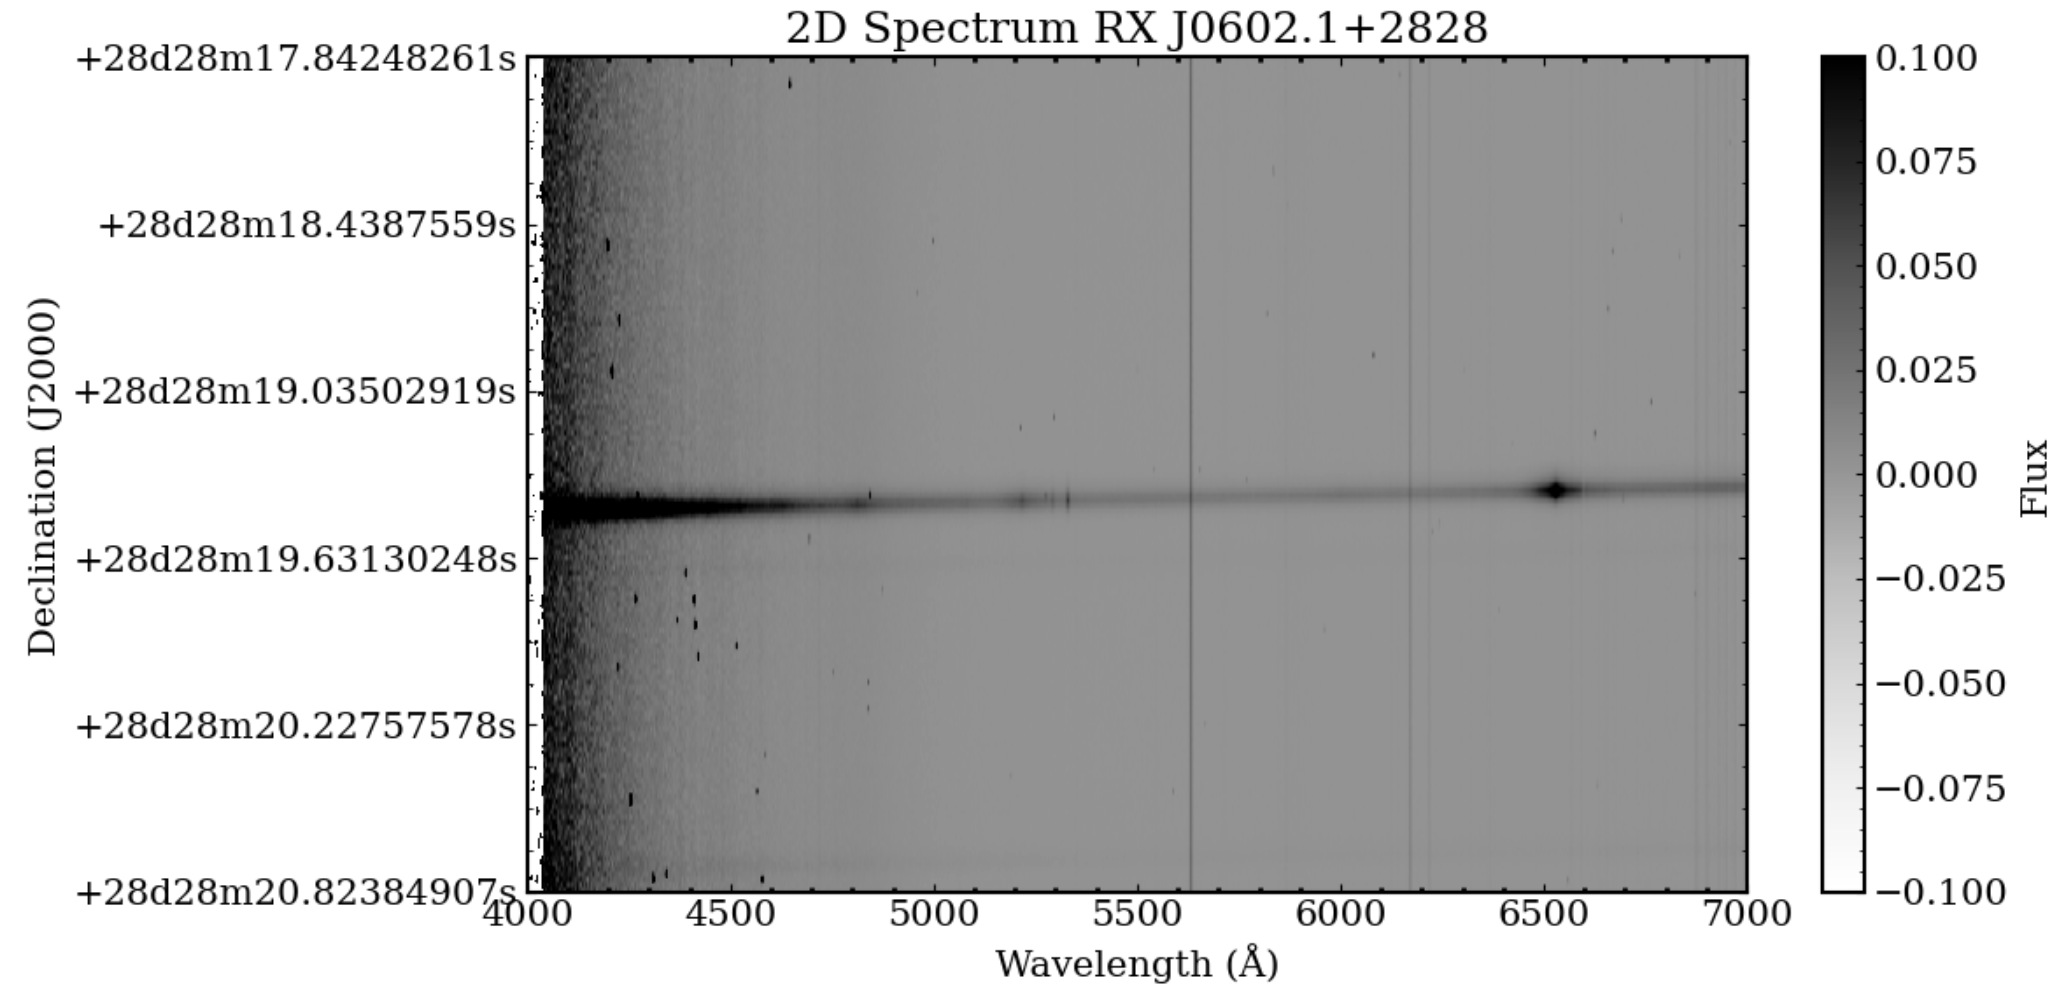 2D Spectrum RX J0602.1+2828
+28d28m17.84248261s
+28d28m18.4387559s
+28d28m19.03502919s
+28d28m19.63130248s
+28d28m20.22757578s
+28d28m20.82384907s
Declination (J2000)
4000 4500 5000 5500 6000 6500 7000
Wavelength (Å)
0.100
0.075
0.050
0.025
0.000
−0.025
−0.050
−0.075
−0.100
Flux